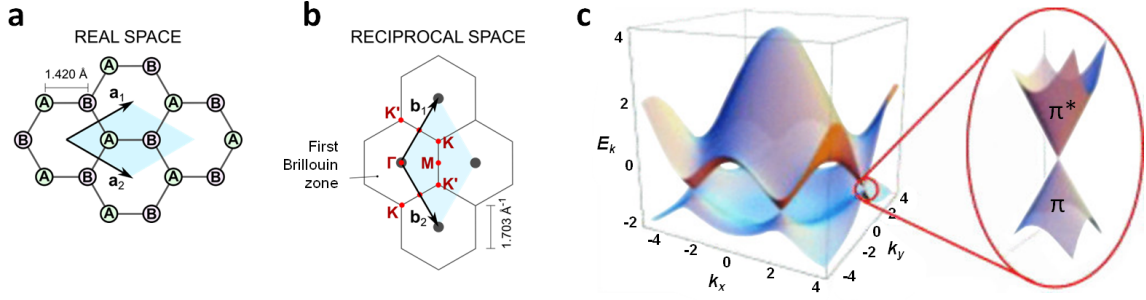 a
REAL SPACE
1.420 Å
A B
A B A B
a₁
B A B A
a₂
A B A B
A B
b
RECIPROCAL SPACE
b₁
K'
K
First
Brillouin
zone
Γ
M
K'
K
b₂
1.703 Å⁻¹
c
4
2
0
-2
Eₖ
-4
-2
0
2
4
kₓ
4
2
0
-2
-4
k_y
π*
π